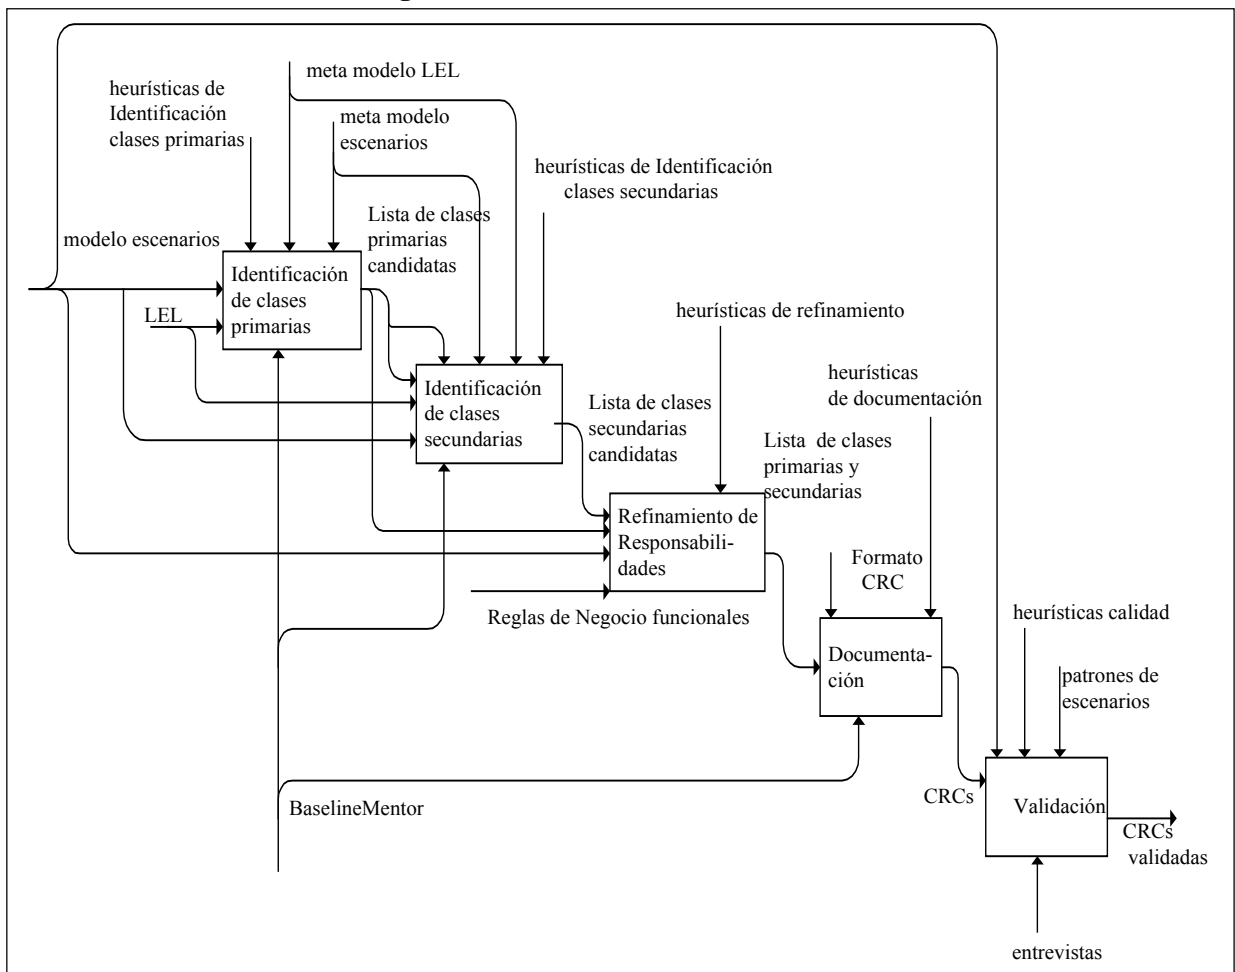 meta modelo LEL
heurísticas de
Identificación
clases primarias
meta modelo
escenarios
heurísticas de Identificación
clases secundarias
Lista de clases
primarias
candidatas
modelo escenarios
Identificación
de clases
primarias
LEL
heurísticas de refinamiento
Identificación
de clases
secundarias
heurísticas
de documentación
Lista de clases
secundarias
candidatas
Lista de clases
primarias y
secundarias
Refinamiento de
Responsabili-
dades
Formato
CRC
Reglas de Negocio funcionales
heurísticas calidad
Documenta-
ción
patrones de
escenarios
BaselineMentor
CRCs
Validación
CRCs
validadas
entrevistas